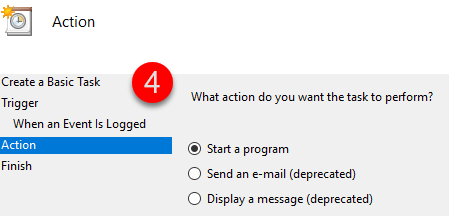 Action
4
Create a Basic Task
Trigger
When an Event Is Logged
Action
Finish
What action do you want the task to perform?
Start a program
Send an e-mail (deprecated)
Display a message (deprecated)